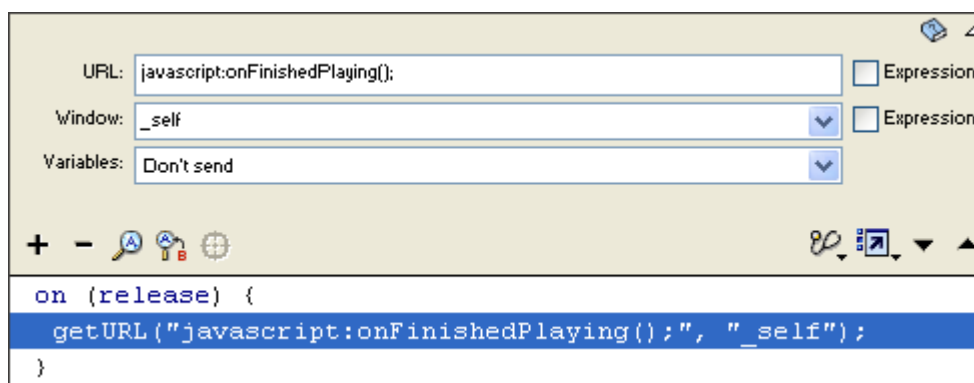 URL: javascript:onFinishedPlaying(); Expression
Window: _self Expression
Variables: Don't send
on (release) {
getURL("javascript:onFinishedPlaying();", "_self");
}